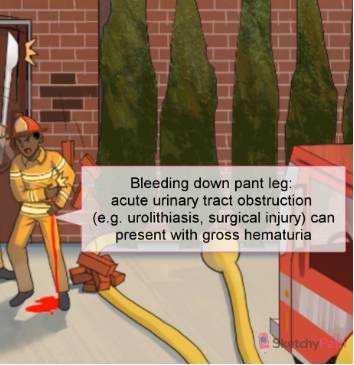 Bleeding down pant leg:
acute urinary tract obstruction
(e.g. urolithiasis, surgical injury) can
present with gross hematuria
Sketchy